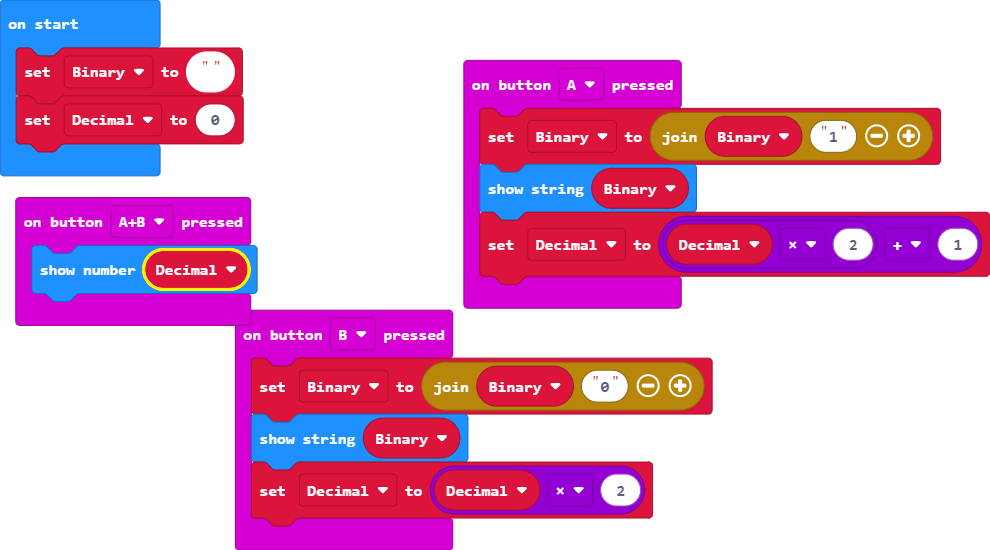 on start
set Binary to " "
set Decimal to 0
on button A+B pressed
show number Decimal
on button A pressed
set Binary to join Binary "1"
show string Binary
set Decimal to Decimal × 2 + 1
on button B pressed
set Binary to join Binary "0"
show string Binary
set Decimal to Decimal × 2